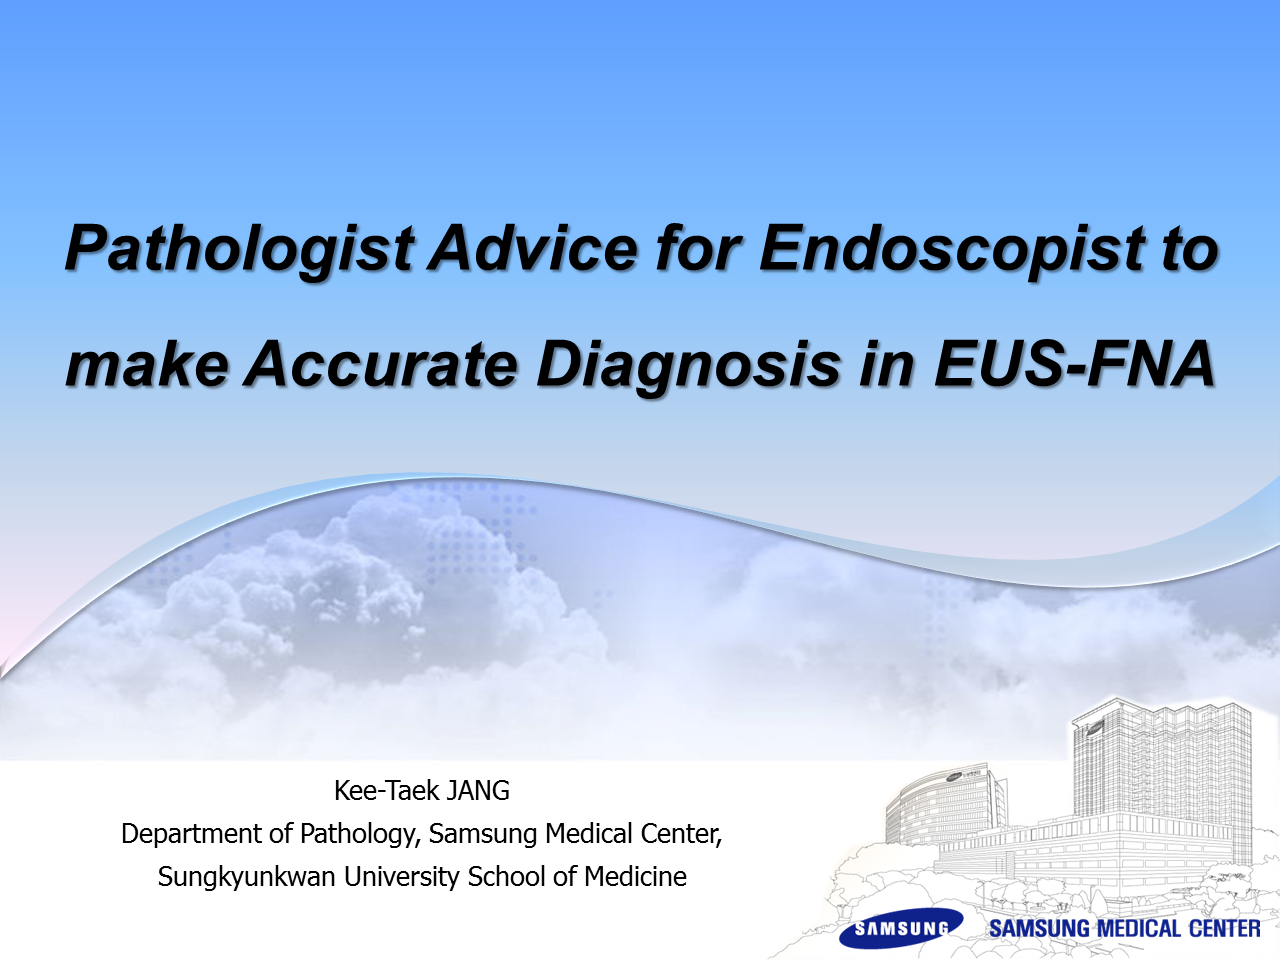 Pathologist Advice for Endoscopist to
make Accurate Diagnosis in EUS-FNA
Kee-Taek JANG
Department of Pathology, Samsung Medical Center,
Sungkyunkwan University School of Medicine
SAMSUNG SAMSUNG MEDICAL CENTER